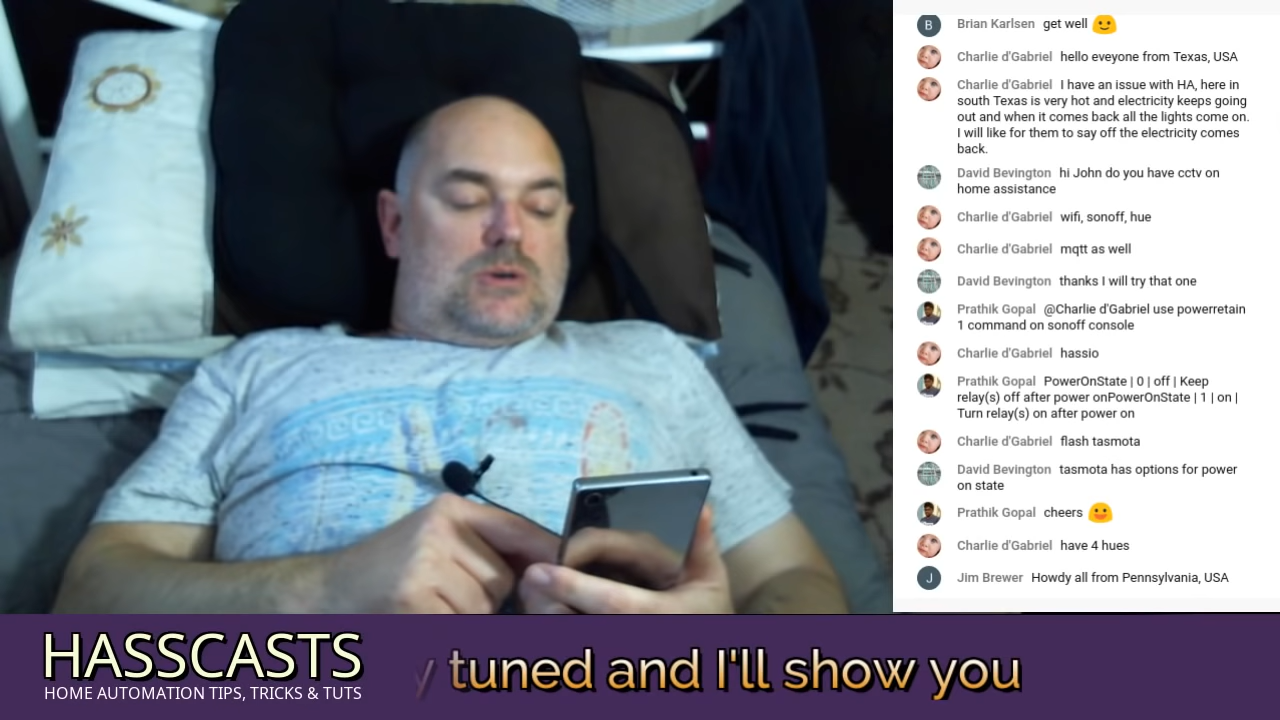 B Brian Karlsen get well
Charlie d'Gabriel hello eveyone from Texas, USA
Charlie d'Gabriel I have an issue with HA, here in
south Texas is very hot and electricity keeps going
out and when it comes back all the lights come on.
I will like for them to say off the electricity comes
back.
David Bevington hi John do you have cctv on
home assistance
Charlie d'Gabriel wifi, sonoff, hue
Charlie d'Gabriel mqtt as well
David Bevington thanks I will try that one
Prathik Gopal @Charlie d'Gabriel use powerretain
1 command on sonoff console
Charlie d'Gabriel hassio
Prathik Gopal PowerOnState | 0 | off | Keep
relay(s) off after power onPowerOnState | 1 | on |
Turn relay(s) on after power on
Charlie d'Gabriel flash tasmota
David Bevington tasmota has options for power
on state
Prathik Gopal cheers
Charlie d'Gabriel have 4 hues
J Jim Brewer Howdy all from Pennsylvania, USA
HASSCASTS
HOME AUTOMATION TIPS, TRICKS & TUTS
y tuned and I'll show you